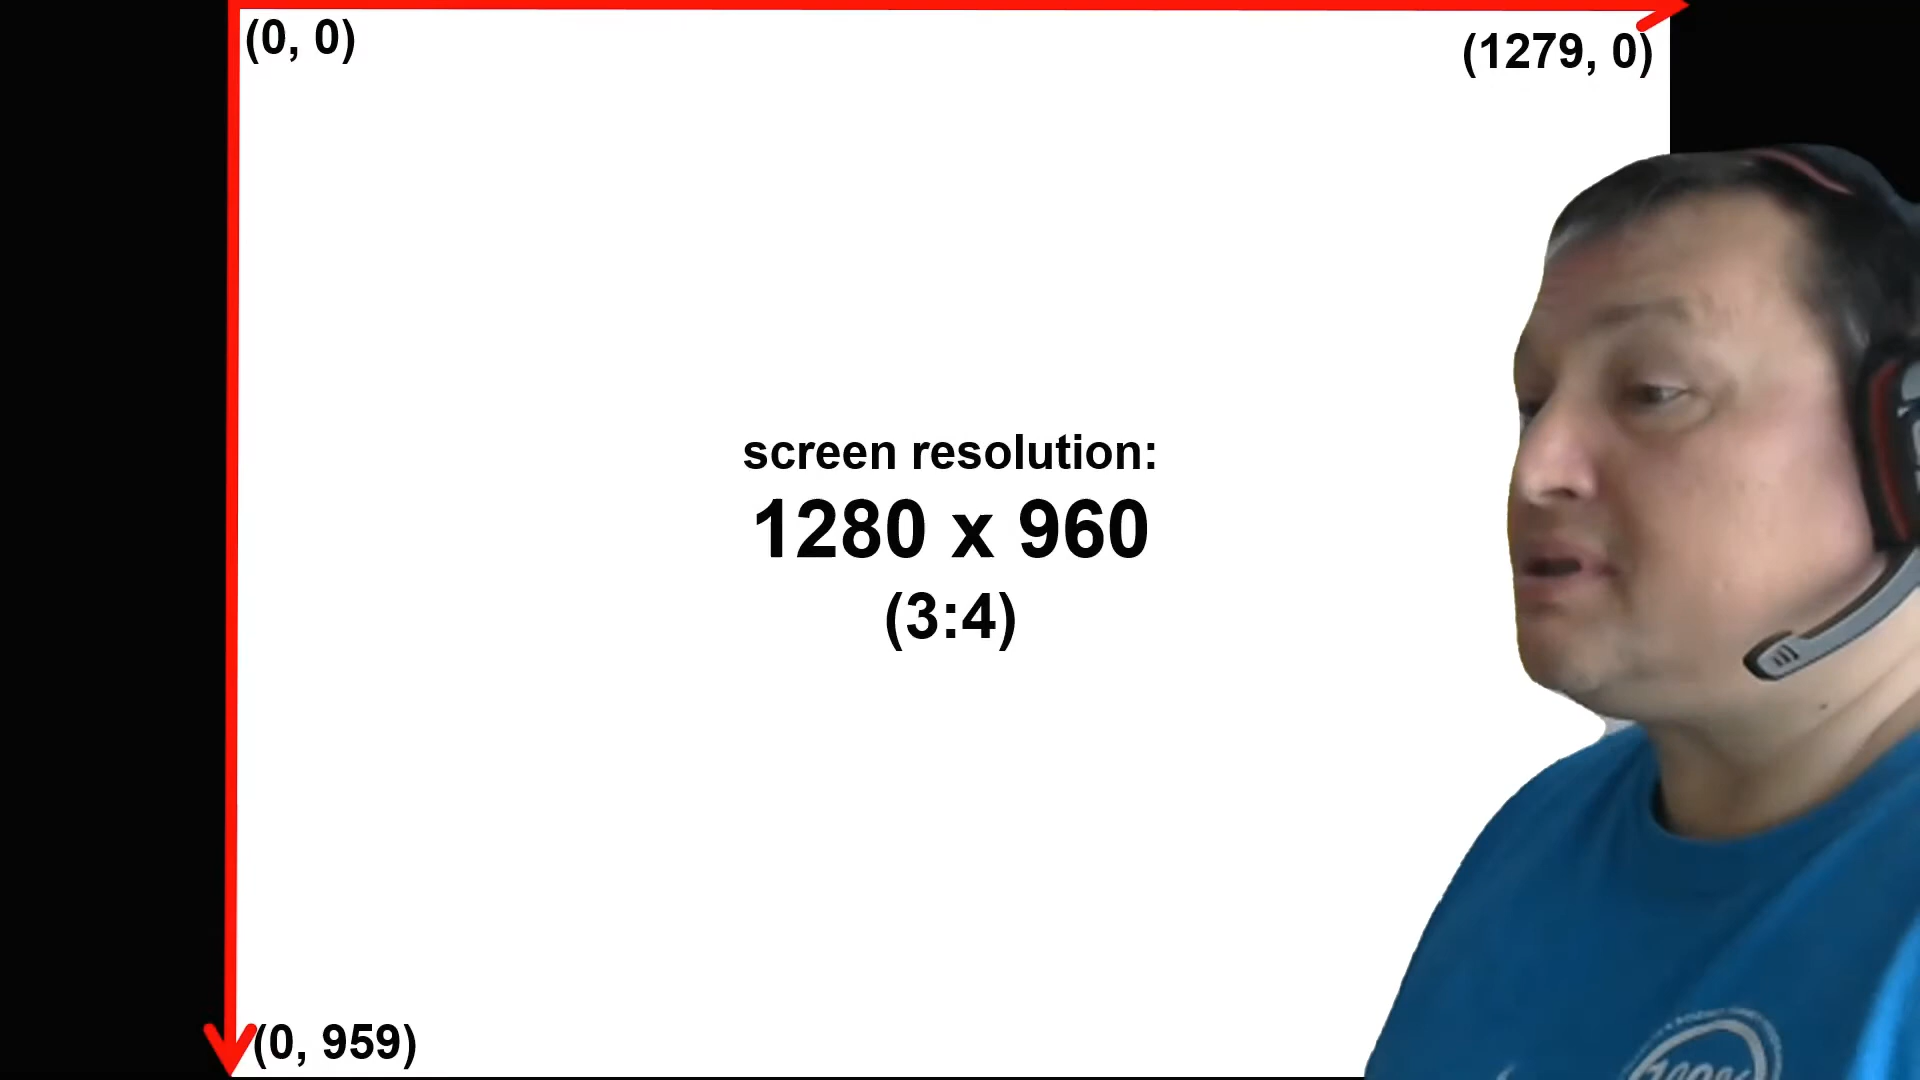 (0, 0)
(1279, 0)
screen resolution:
1280 x 960
(3:4)
(0, 959)